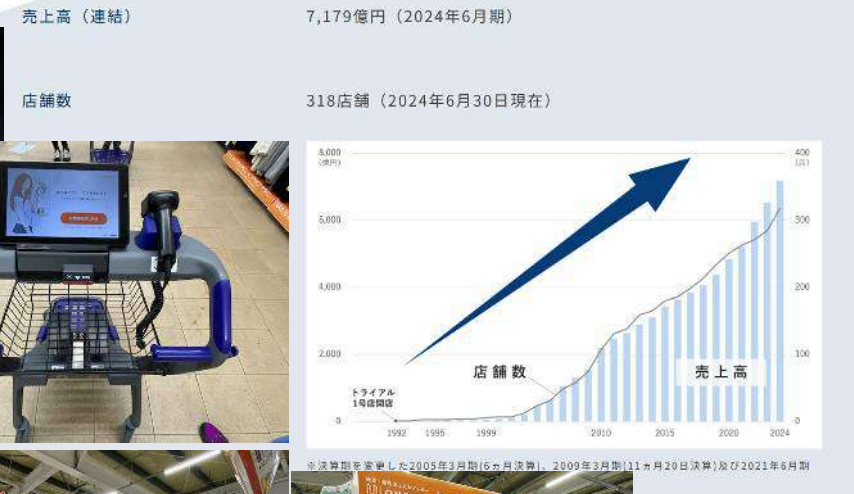 売上高（連結）
7,179億円（2024年6月期）
店舗数
318店舗（2024年6月30日現在）
8,000
(億円)
400
(店)
6,000
300
4,000
200
2,000
100
店舗数
売上高
トライアル
1号店開店
0
0
1992 1995 1999 2010 2015 2020 2024
※決算期を変更した2005年3月期(6ヵ月決算)、2009年3月期(11ヵ月20日決算)及び2021年6月期